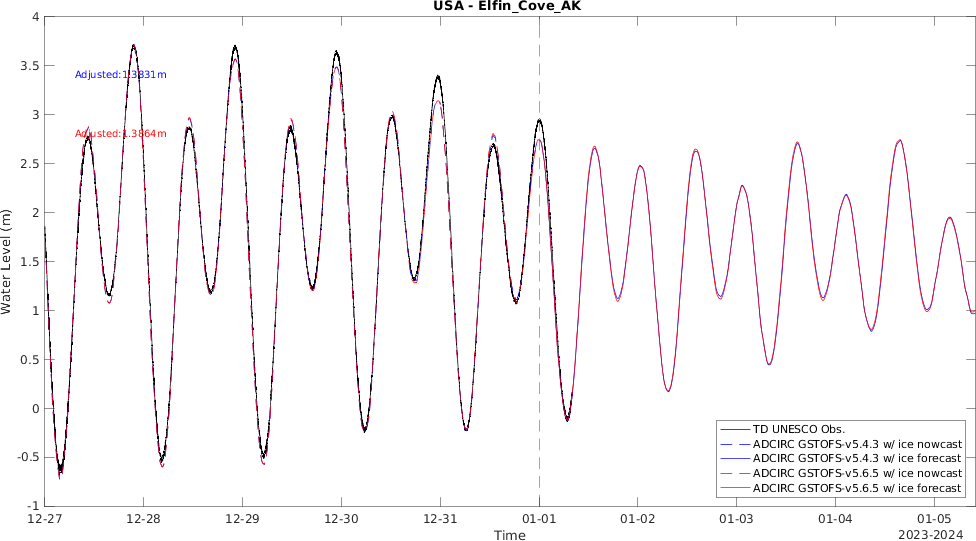 USA - Elfin_Cove_AK
4
3.5
3
2.5
2
1.5
1
0.5
0
-0.5
-1
Water Level (m)
Adjusted:1.3831m
Adjusted:1.3864m
TD UNESCO Obs.
ADCIRC GSTOFS-v5.4.3 w/ ice nowcast
ADCIRC GSTOFS-v5.4.3 w/ ice forecast
ADCIRC GSTOFS-v5.6.5 w/ ice nowcast
ADCIRC GSTOFS-v5.6.5 w/ ice forecast
12-27 12-28 12-29 12-30 12-31 01-01 01-02 01-03 01-04 01-05
Time
2023-2024